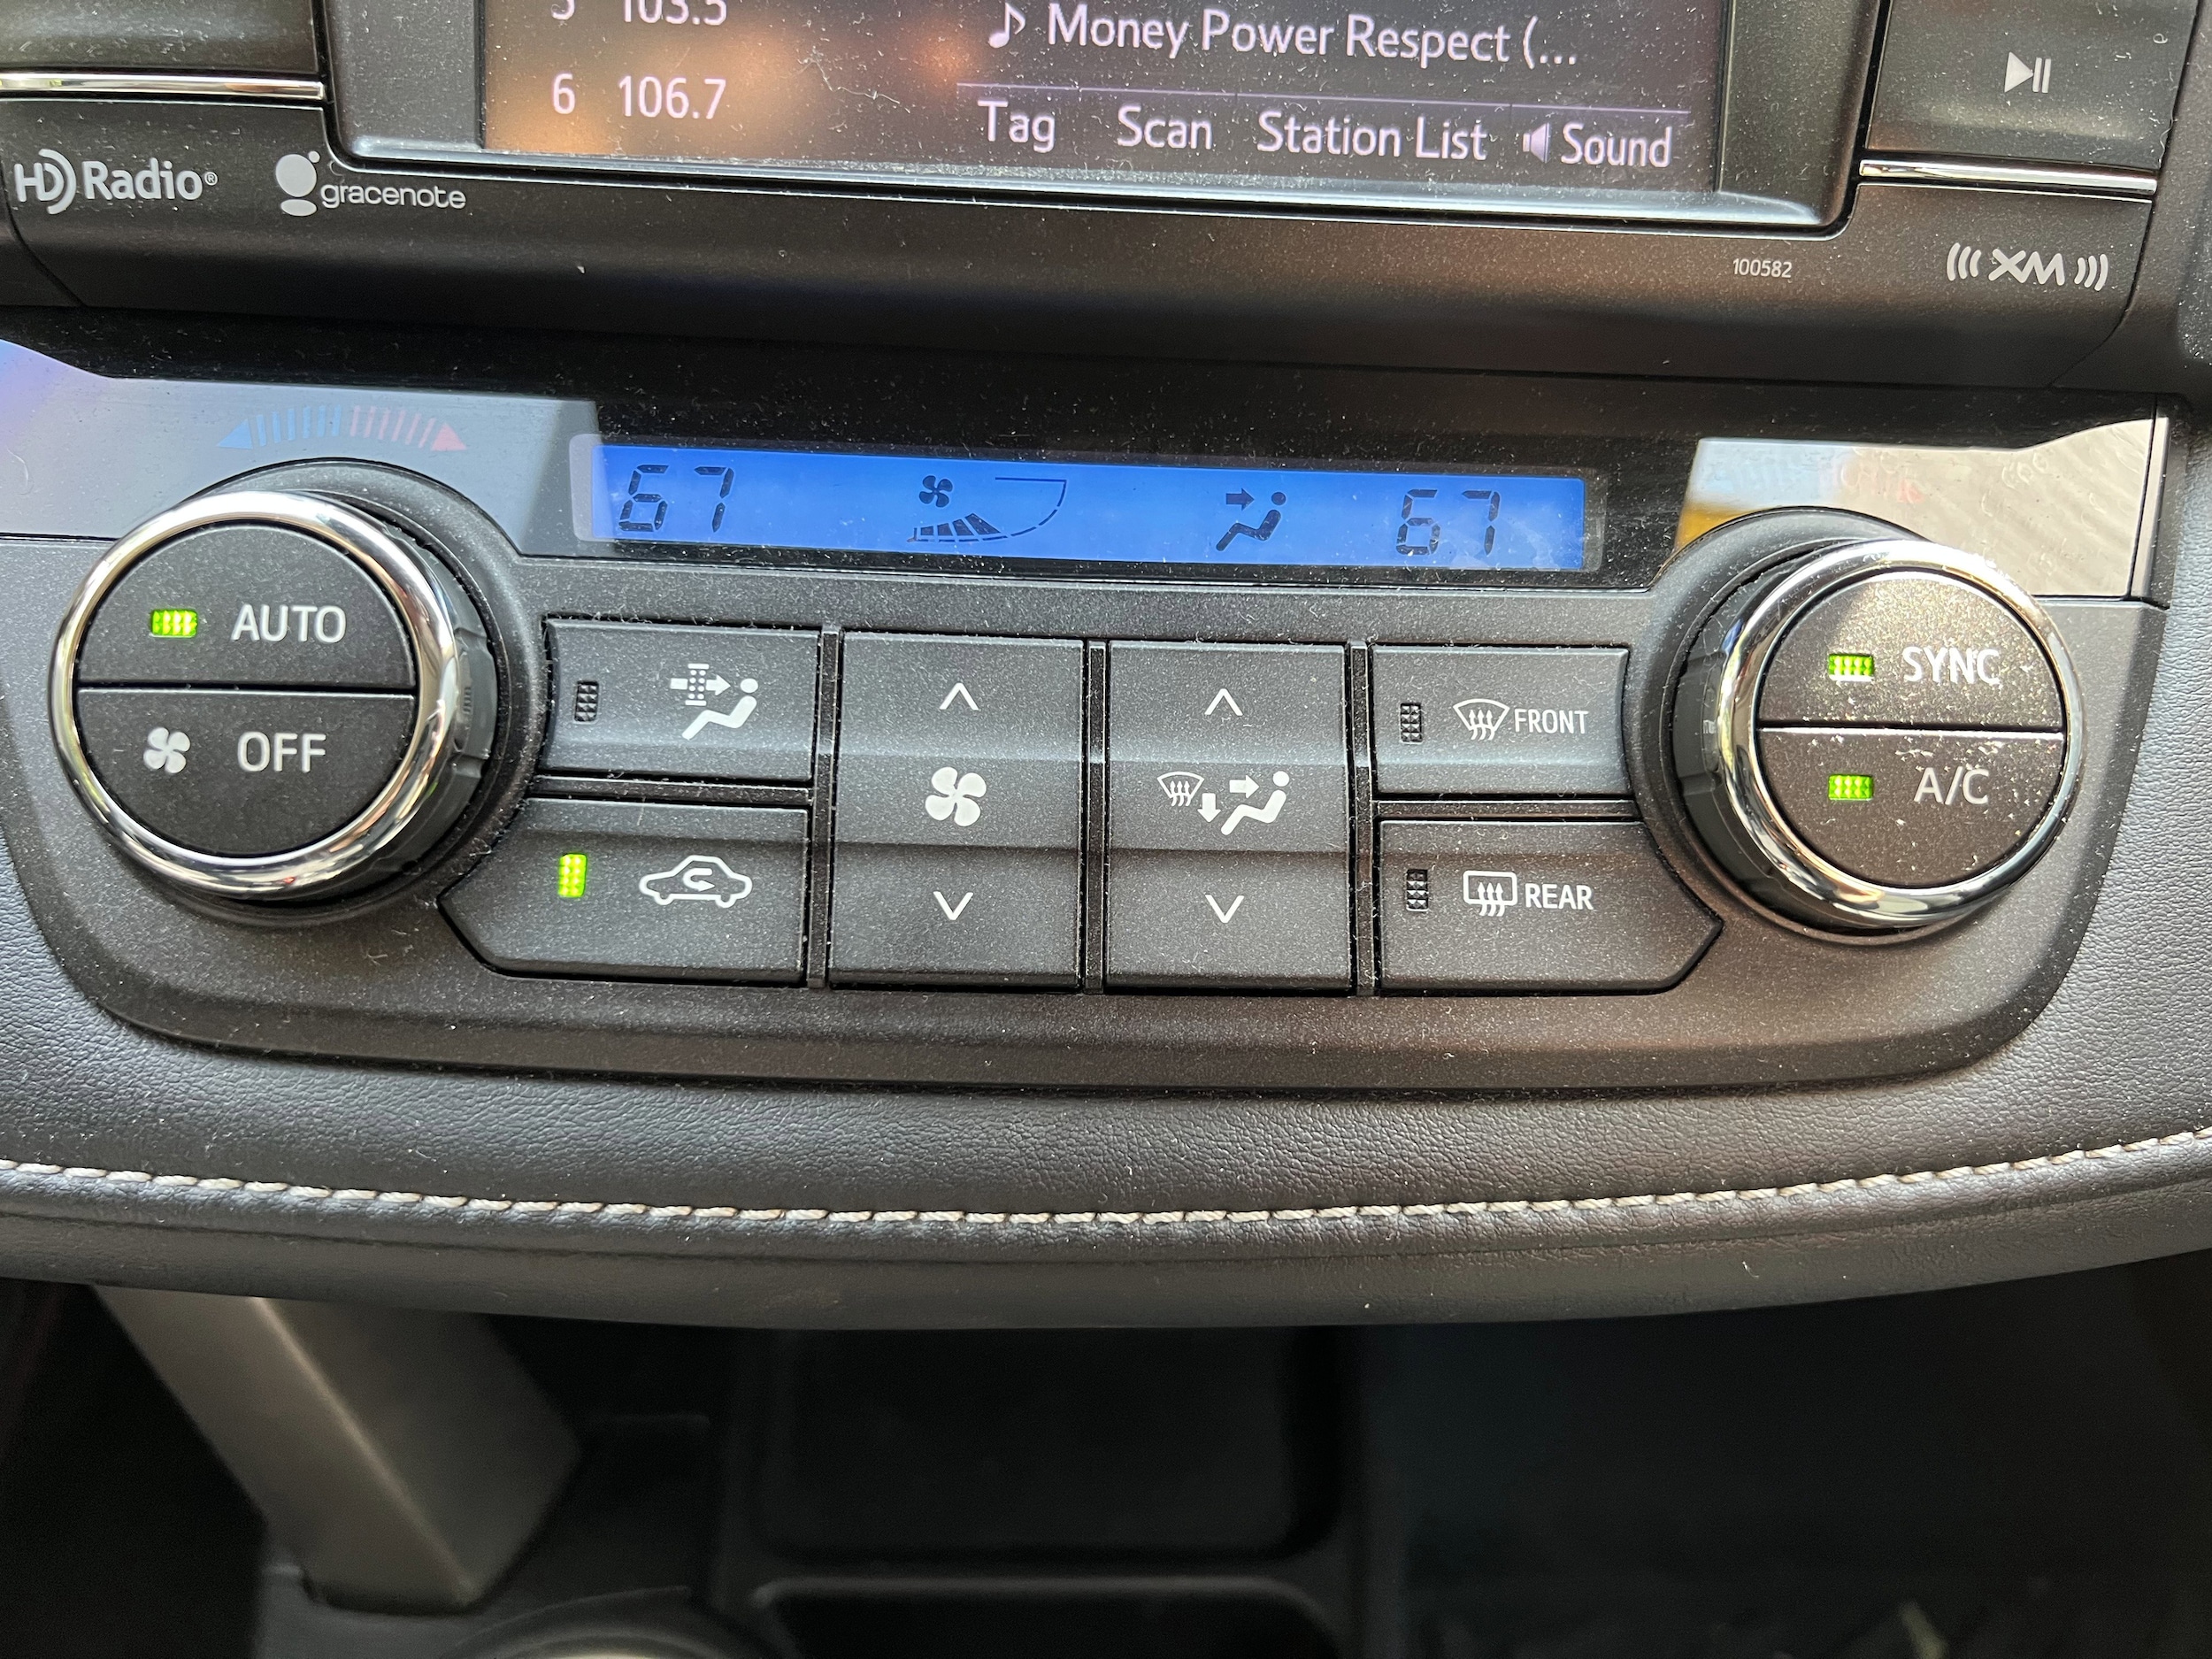 103.5
♪ Money Power Respect (...
6 106.7
Tag Scan Station List Sound
HD Radio®
gracenote
100582
((( XM )))
67 67
AUTO
OFF
FRONT
REAR
SYNC
A/C